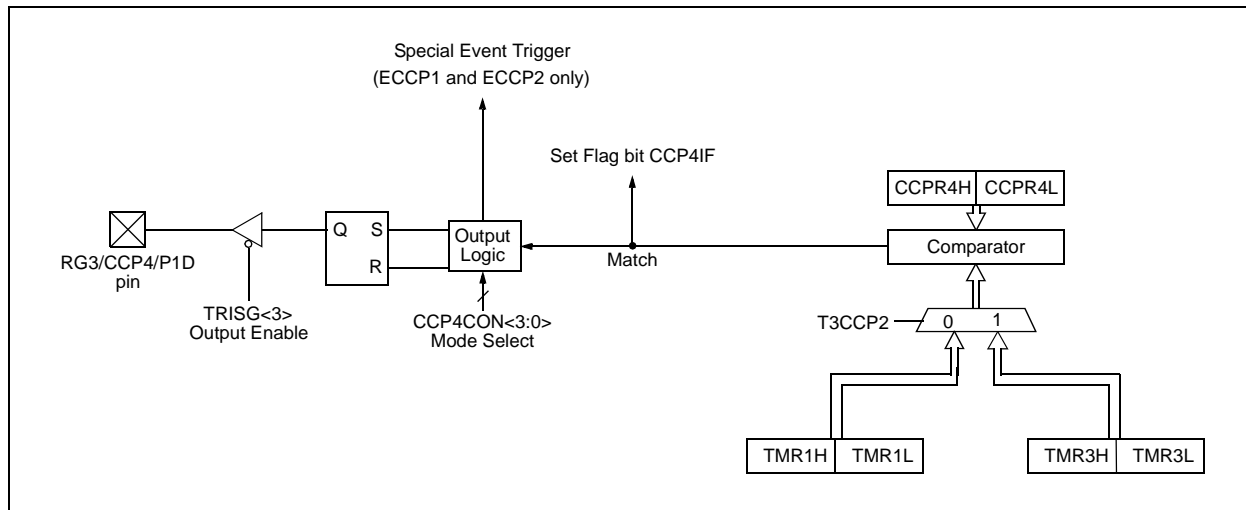 Special Event Trigger
(ECCP1 and ECCP2 only)
Set Flag bit CCP4IF
CCPR4H CCPR4L
Q S
R
Output
Logic
Comparator
RG3/CCP4/P1D
pin
Match
TRISG<3>
Output Enable
CCP4CON<3:0>
Mode Select
T3CCP2
0 1
TMR1H TMR1L
TMR3H TMR3L